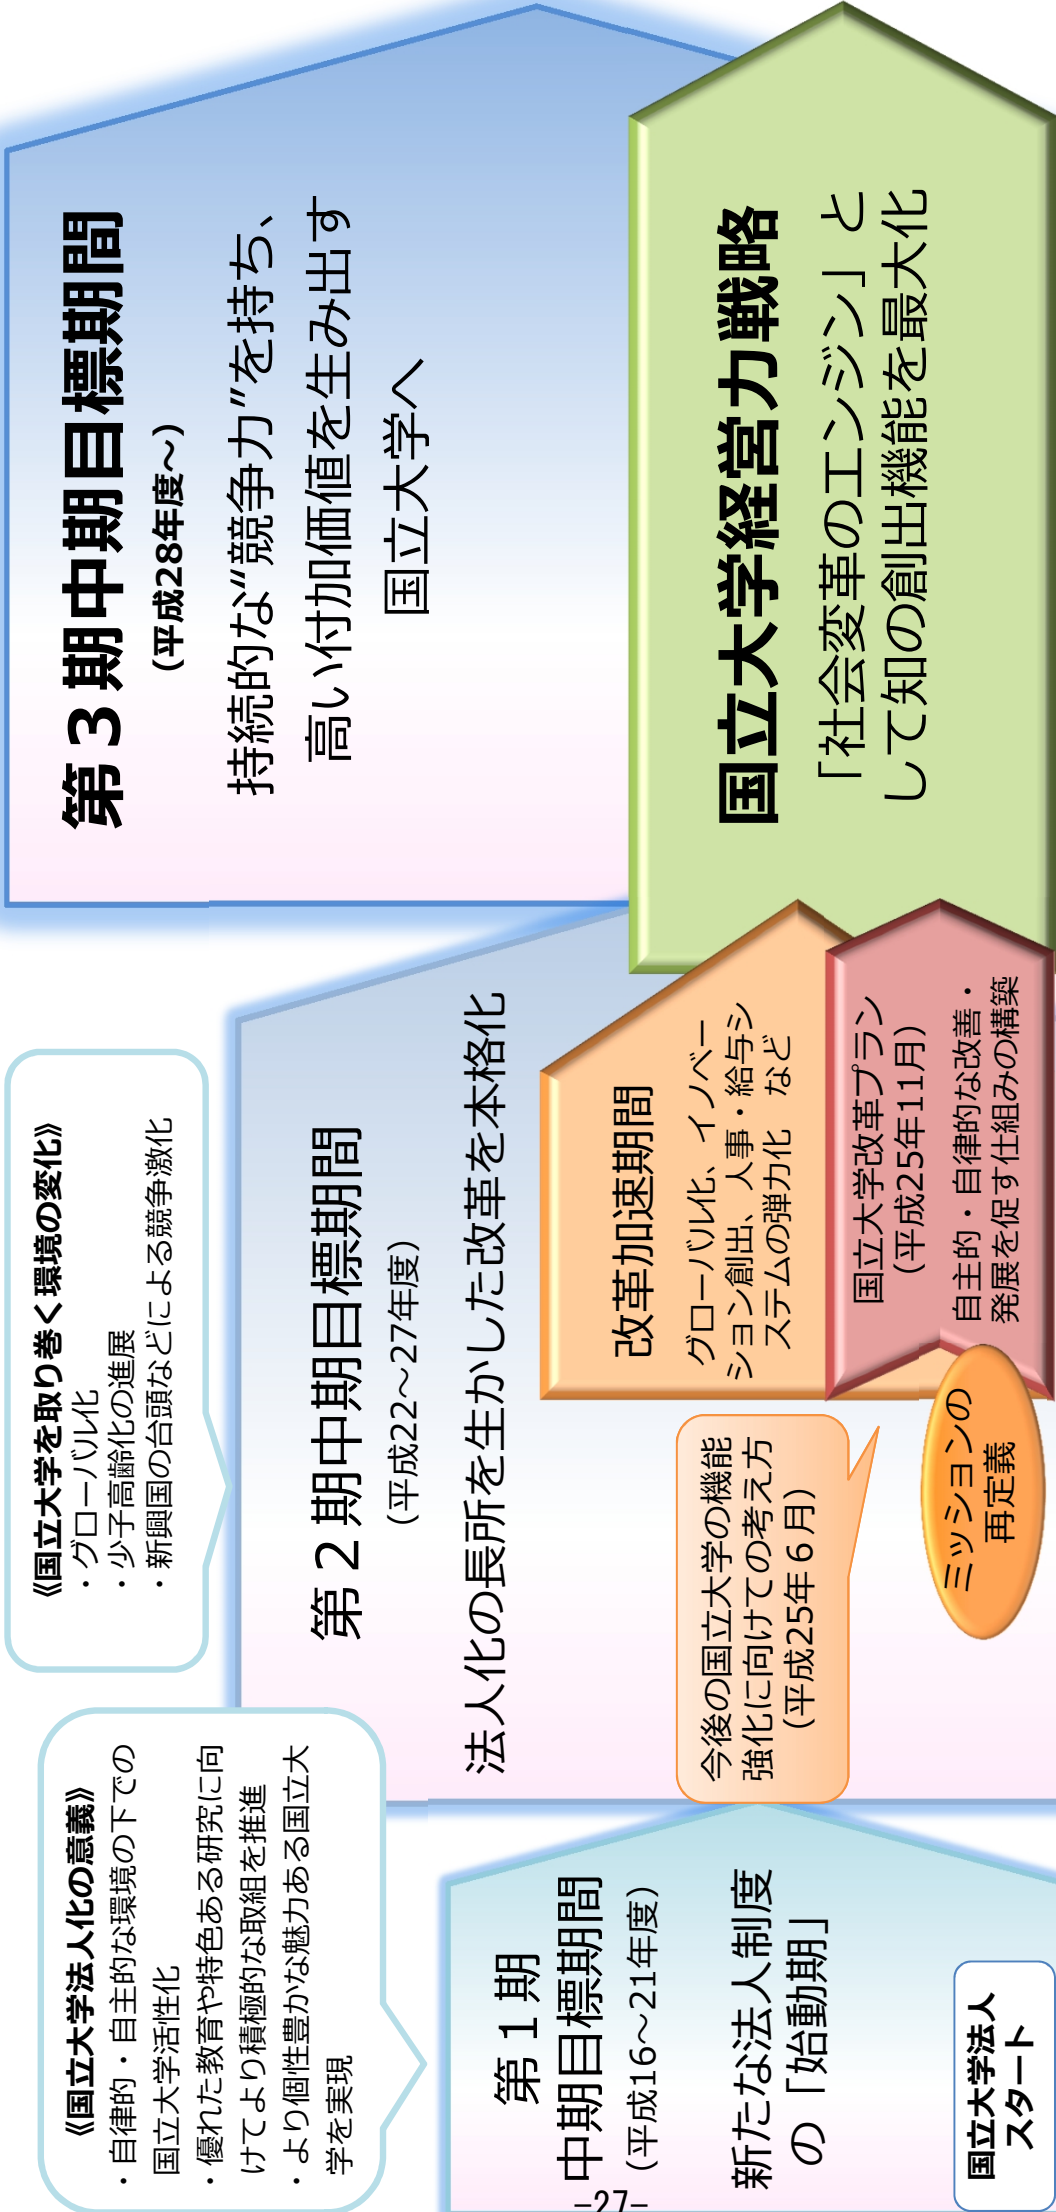 《国立大学法人化の意義》
・自律的・自主的な環境の下での
国立大学活性化
・優れた教育や特色ある研究に向
けてより積極的な取組を推進
・より個性豊かな魅力ある国立大
学を実現
《国立大学を取り巻く環境の変化》
・グローバル化
・少子高齢化の進展
・新興国の台頭などによる競争激化
第１期
中期目標期間
(平成16～21年度)
新たな法人制度
の「始動期」
国立大学法人
スタート
第２期中期目標期間
(平成22～27年度)
法人化の長所を生かした改革を本格化
今後の国立大学の機能
強化に向けての考え方
(平成25年６月)
ミッションの
再定義
改革加速期間
グローバル化、イノベー
ション創出、人事・給与シ
ステムの弾力化　など
国立大学改革プラン
(平成25年11月)
自主的・自律的な改善・
発展を促す仕組みの構築
第３期中期目標期間
(平成28年度～)
持続的な“競争力”を持ち、
高い付加価値を生み出す
国立大学へ
国立大学経営力戦略
「社会変革のエンジン」と
して知の創出機能を最大化
-27-